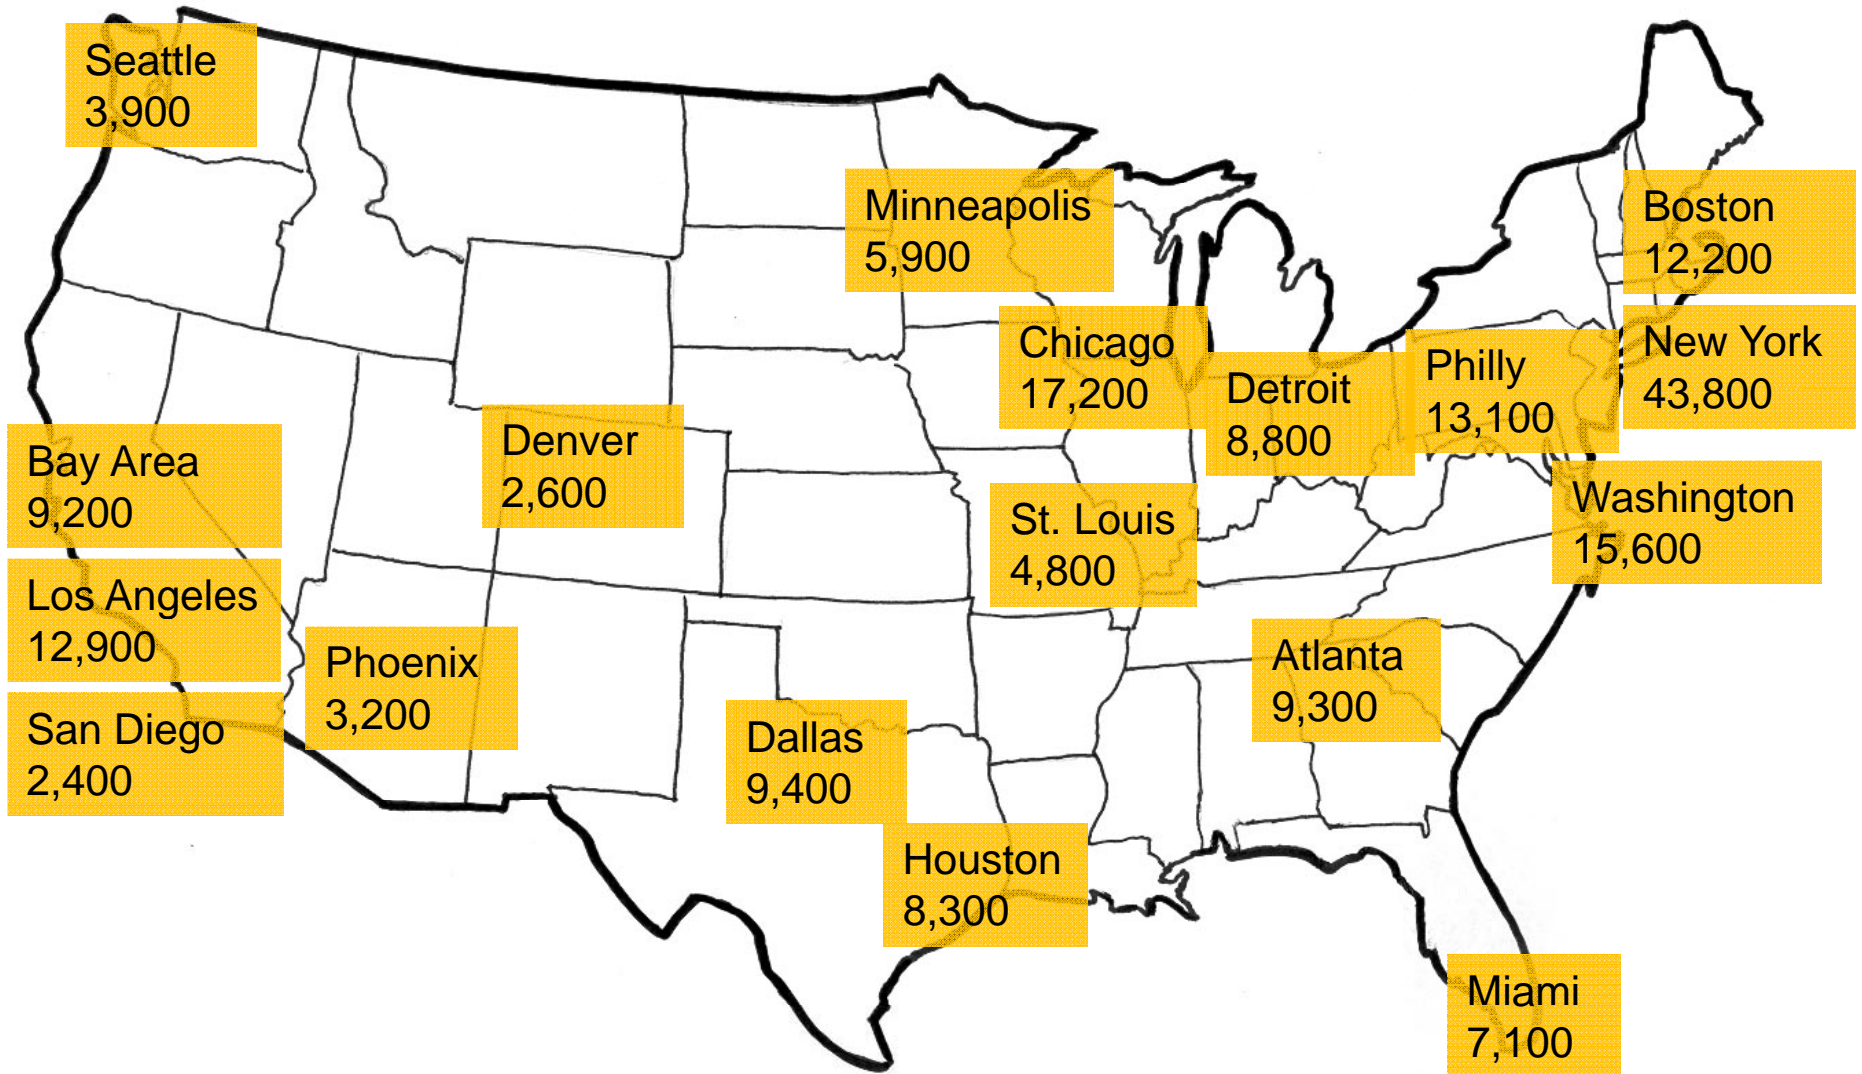 Seattle
3,900
Minneapolis
5,900
Boston
12,200
Chicago
17,200
New York
43,800
Philly
13,100
Detroit
8,800
Denver
2,600
Bay Area
9,200
Washington
15,600
St. Louis
4,800
Los Angeles
12,900
Phoenix
3,200
Atlanta
9,300
San Diego
2,400
Dallas
9,400
Houston
8,300
Miami
7,100